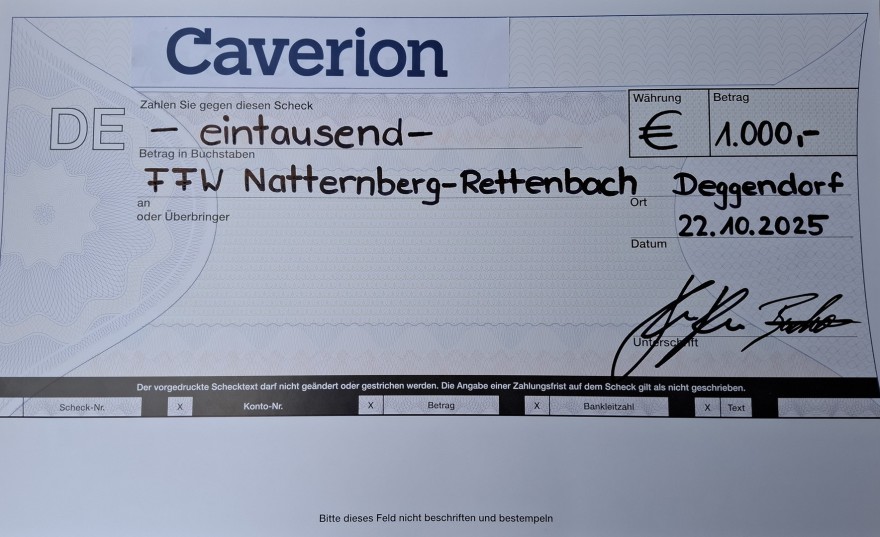 Caverion
Zahlen Sie gegen diesen Scheck
Währung
Betrag
DE
- eintausend-
€
1.000,-
Betrag in Buchstaben
FFW Natternberg-Rettenbach
Deggendorf
an
Ort
oder Überbringer
22.10.2025
Datum
Unterschrift
Der vorgedruckte Schecktext darf nicht geändert oder gestrichen werden. Die Angabe einer Zahlungsfrist auf dem Scheck gilt als nicht geschrieben.
Scheck-Nr. X Konto-Nr. X Betrag X Bankleitzahl X Text
Bitte dieses Feld nicht beschriften und bestempeln